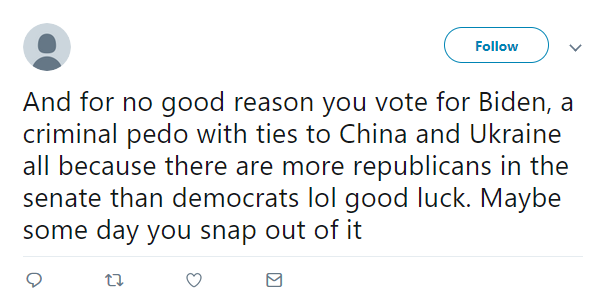 Follow
And for no good reason you vote for Biden, a
criminal pedo with ties to China and Ukraine
all because there are more republicans in the
senate than democrats lol good luck. Maybe
some day you snap out of it